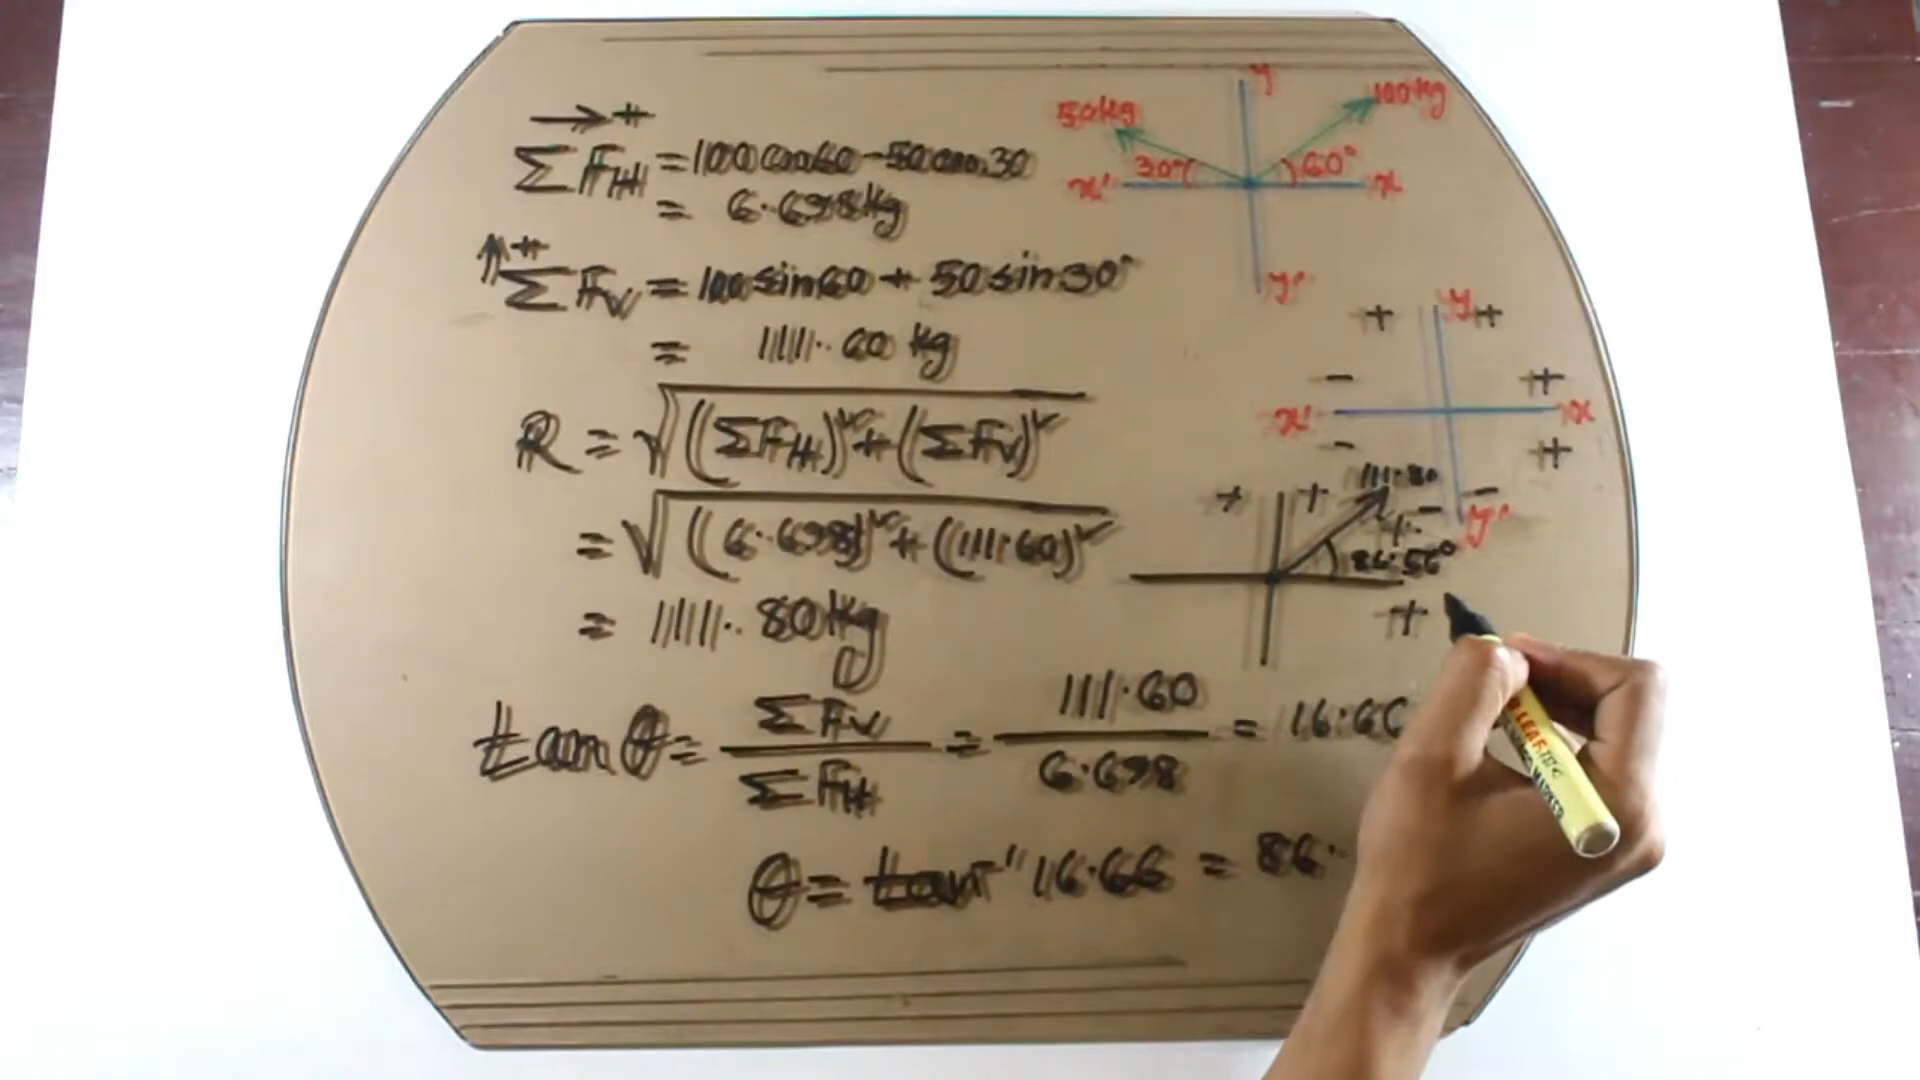 →+
ΣFH = 100cos60 - 50cos30
= 6.698kg
↑+
ΣFV = 100sin60 + 50sin30°
= 111.60 kg
R = √((ΣFH)²+(ΣFV)²
= √((6.698)²+(111.60)²
= 111.80kg
tanθ = ΣFV/ΣFH = 111.60/6.698 = 16.66
θ = tan⁻¹ 16.66 = 86.
y
50kg 100kg
30° 60°
x' x
y'
+ y +
- +
x' x
- +
- -
y'
+ + 111.80
+
86.56°
+